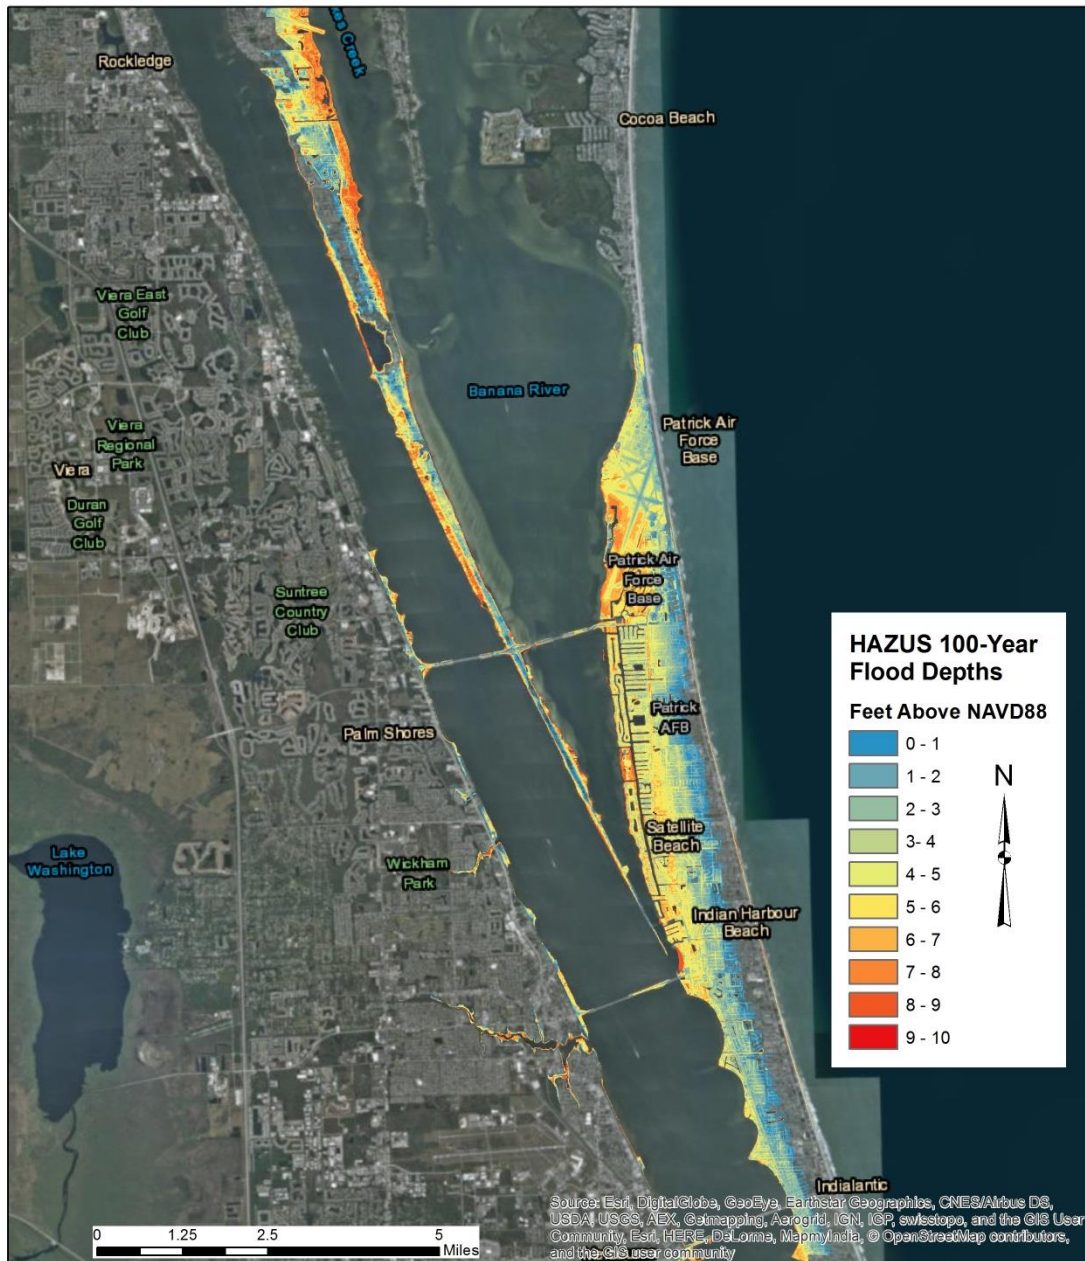 kes Creek
Rockledge
Cocoa Beach
Viera East
Golf
Club
Banana River
Patrick Air
Force
Base
Viera
Regional
Park
Viera
Duran
Golf
Club
Patrick Air
Force
Base
Suntree
Country
Club
HAZUS 100-Year
Flood Depths
Feet Above NAVD88
0 - 1
1 - 2
2 - 3
3- 4
4 - 5
5 - 6
6 - 7
7 - 8
8 - 9
9 - 10
N
Patrick
AFB
Palm Shores
Satellite
Beach
Lake
Washington
Wickham
Park
Indian Harbour
Beach
Indialantic
Source: Esri, DigitalGlobe, GeoEye, Earthstar Geographics, CNES/Airbus DS,
USDA, USGS, AEX, Getmapping, Aerogrid, IGN, IGP, swisstopo, and the GIS User
Community, Esri, HERE, DeLorme, MapmyIndia, © OpenStreetMap contributors,
and the GIS user community
0 1.25 2.5 5
Miles